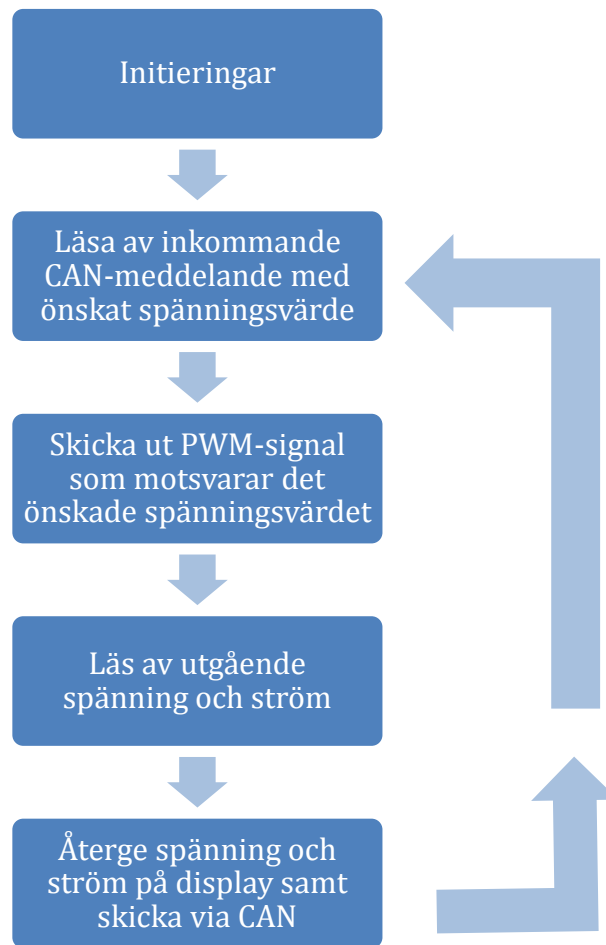 Initieringar
Läsa av inkommande
CAN-meddelande med
önskat spänningsvärde
Skicka ut PWM-signal
som motsvarar det
önskade spänningsvärdet
Läs av utgående
spänning och ström
Återge spänning och
ström på display samt
skicka via CAN